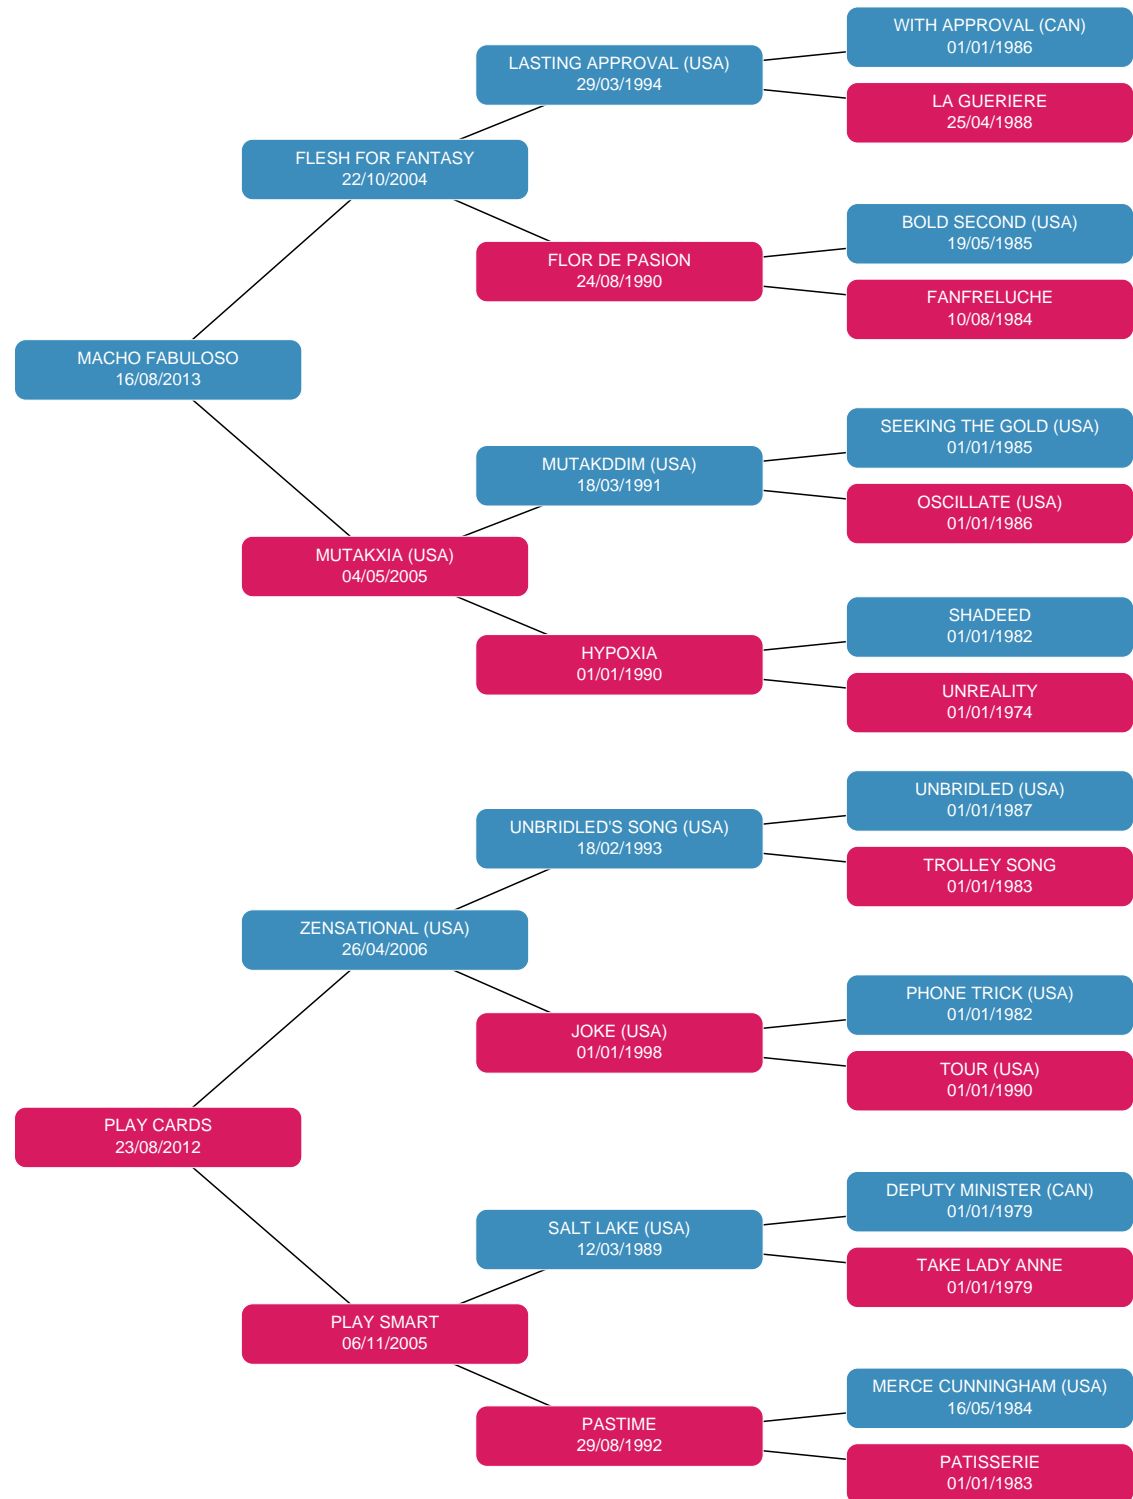 WITH APPROVAL (CAN)
01/01/1986
LASTING APPROVAL (USA)
29/03/1994
LA GUERIERE
25/04/1988
FLESH FOR FANTASY
22/10/2004
BOLD SECOND (USA)
19/05/1985
FLOR DE PASION
24/08/1990
FANFRELUCHE
10/08/1984
MACHO FABULOSO
16/08/2013
SEEKING THE GOLD (USA)
01/01/1985
MUTAKDDIM (USA)
18/03/1991
OSCILLATE (USA)
01/01/1986
MUTAKXIA (USA)
04/05/2005
SHADEED
01/01/1982
HYPOXIA
01/01/1990
UNREALITY
01/01/1974
UNBRIDLED (USA)
01/01/1987
UNBRIDLED'S SONG (USA)
18/02/1993
TROLLEY SONG
01/01/1983
ZENSATIONAL (USA)
26/04/2006
PHONE TRICK (USA)
01/01/1982
JOKE (USA)
01/01/1998
TOUR (USA)
01/01/1990
PLAY CARDS
23/08/2012
DEPUTY MINISTER (CAN)
01/01/1979
SALT LAKE (USA)
12/03/1989
TAKE LADY ANNE
01/01/1979
PLAY SMART
06/11/2005
MERCE CUNNINGHAM (USA)
16/05/1984
PASTIME
29/08/1992
PATISSERIE
01/01/1983